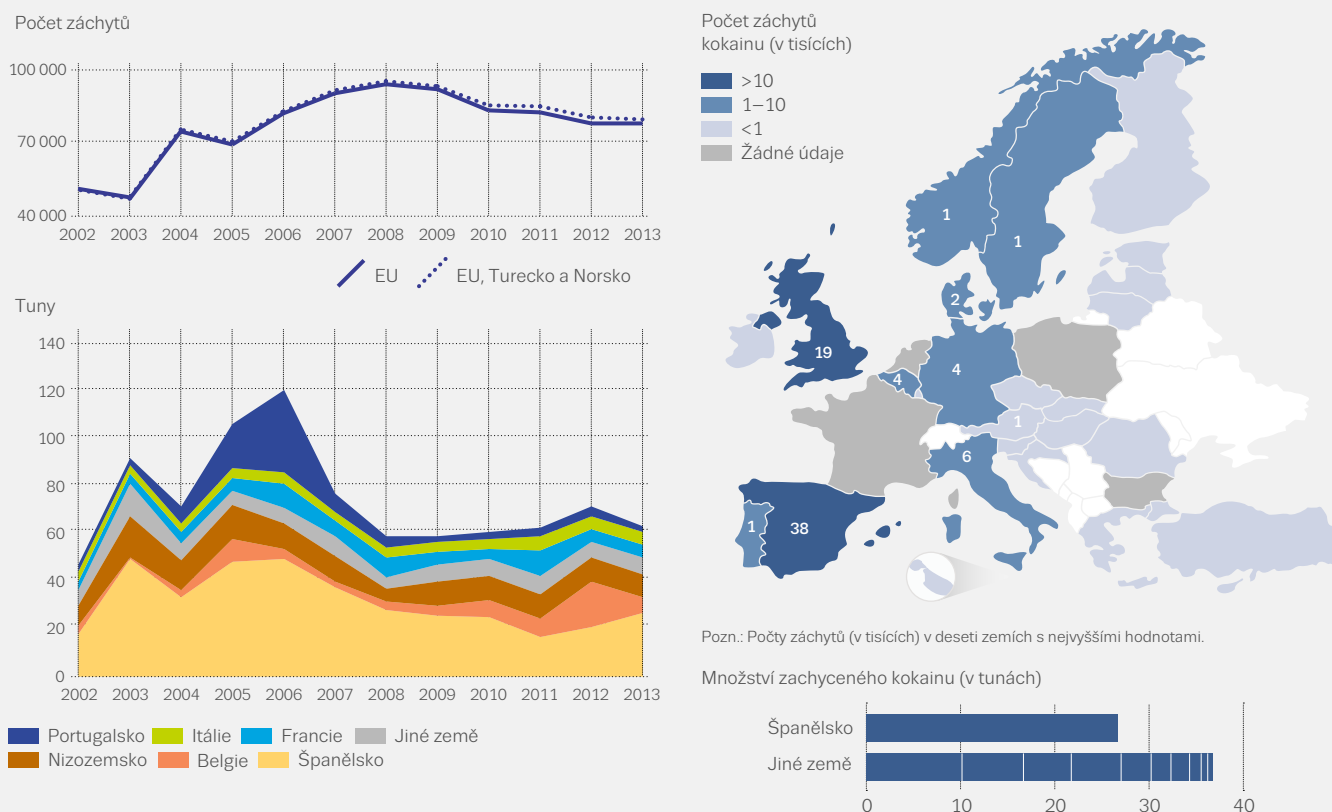 Počet záchytů
100 000
70 000
40 000
2002 2003 2004 2005 2006 2007 2008 2009 2010 2011 2012 2013
EU EU, Turecko a Norsko
Tuny
140
120
100
80
60
40
20
0
2002 2003 2004 2005 2006 2007 2008 2009 2010 2011 2012 2013
Portugalsko Itálie Francie Jiné země
Nizozemsko Belgie Španělsko
Počet záchytů
kokainu (v tisících)
>10
1–10
<1
Žádné údaje
1
1
2
19
4
4
1
6
1
38
Pozn.: Počty záchytů (v tisících) v deseti zemích s nejvyššími hodnotami.
Množství zachyceného kokainu (v tunách)
Španělsko
Jiné země
0 10 20 30 40